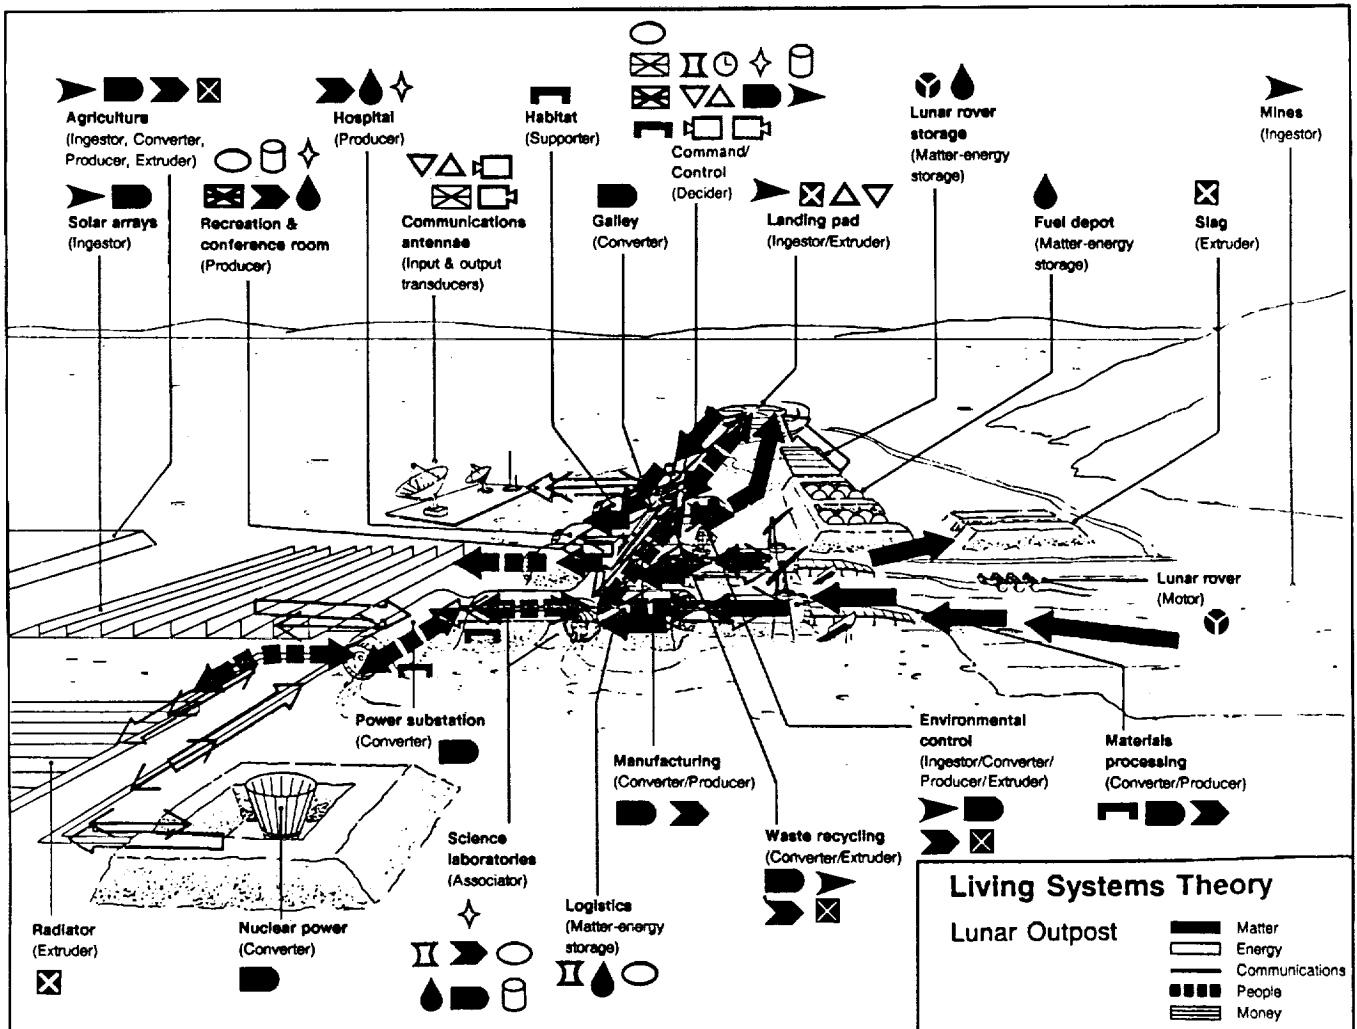 Agriculture
(Ingestor, Converter,
Producer, Extruder)
Hospital
(Producer)
Habitat
(Supporter)
Command/
Control
(Decider)
Lunar rover
storage
(Matter-energy
storage)
Mines
(Ingestor)
Solar arrays
(Ingestor)
Recreation &
conference room
(Producer)
Communications
antennae
(Input & output
transducers)
Galley
(Converter)
Landing pad
(Ingestor/Extruder)
Fuel depot
(Matter-energy
storage)
Slag
(Extruder)
Lunar rover
(Motor)
Power substation
(Converter)
Manufacturing
(Converter/Producer)
Environmental
control
(Ingestor/Converter/
Producer/Extruder)
Materials
processing
(Converter/Producer)
Science
laboratories
(Associator)
Waste recycling
(Converter/Extruder)
Logistics
(Matter-energy
storage)
Radiator
(Extruder)
Nuclear power
(Converter)
Living Systems Theory
Lunar Outpost
Matter
Energy
Communications
People
Money